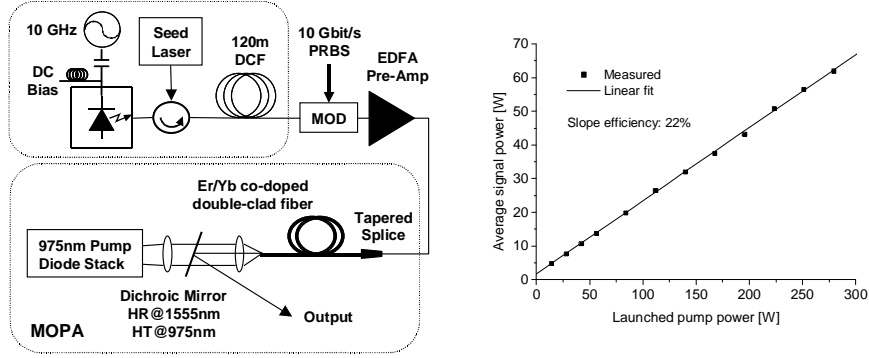 10 GHz
DC
Bias
Seed
Laser
120m
DCF
10 Gbit/s
PRBS
MOD
EDFA
Pre-Amp
Er/Yb co-doped
double-clad fiber
Tapered
Splice
975nm Pump
Diode Stack
Dichroic Mirror
HR@1555nm
HT@975nm
Output
MOPA
70
60
50
40
30
20
10
0
Average signal power [W]
Measured
Linear fit
Slope efficiency: 22%
0
50
100
150
200
250
300
Launched pump power [W]